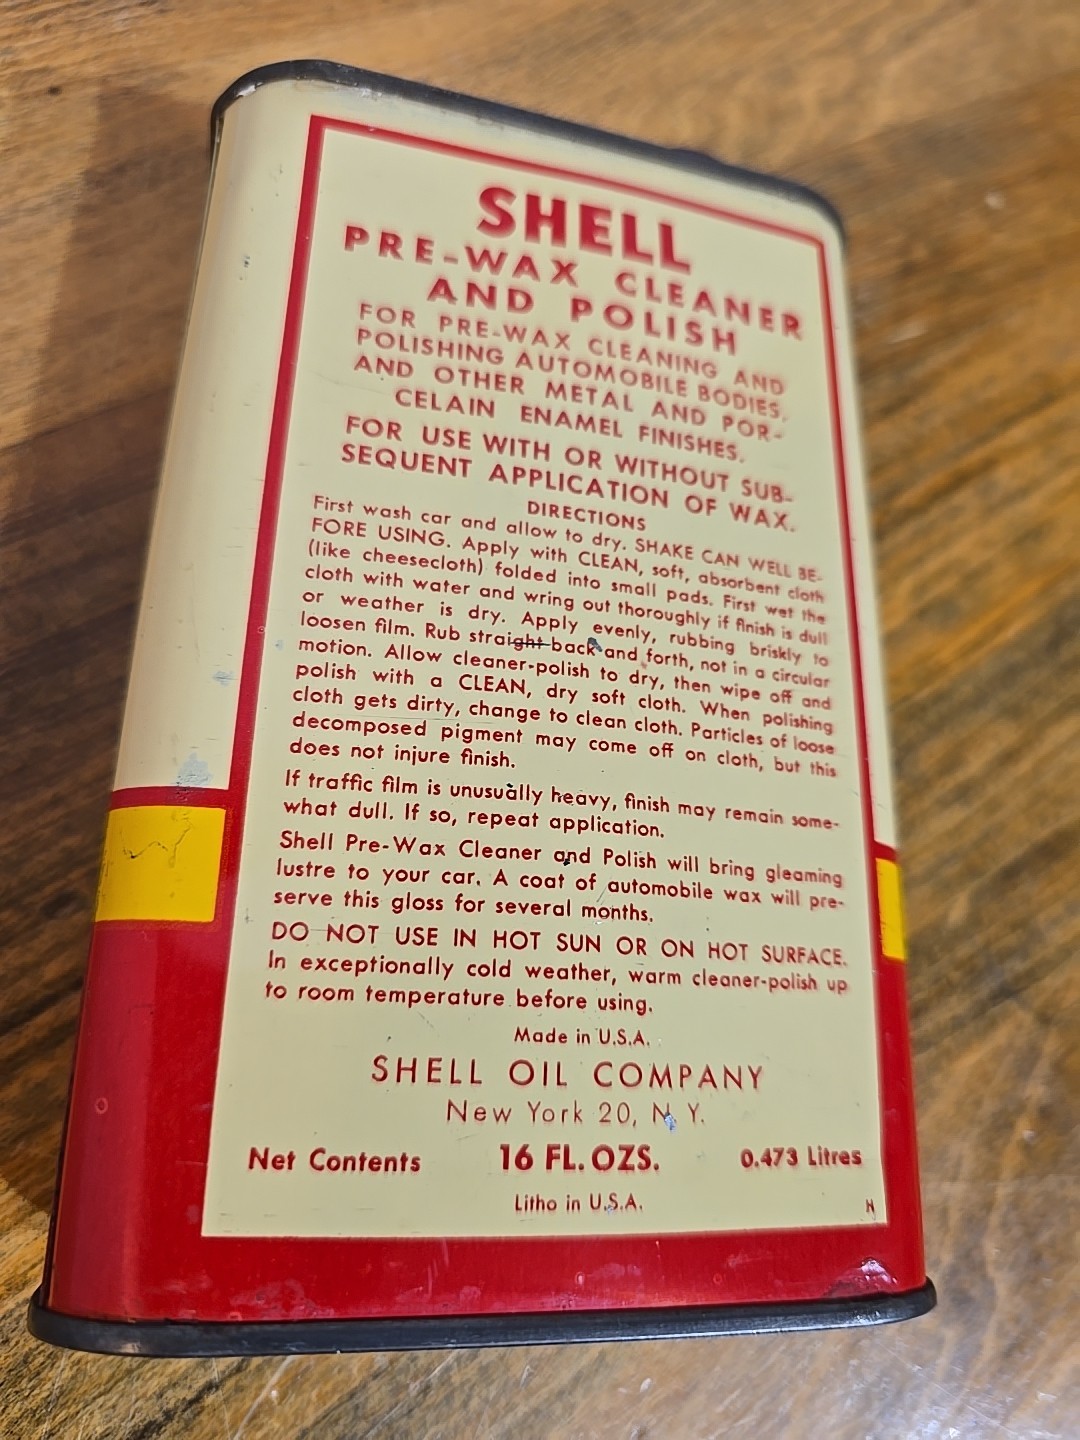 SHELL
PRE-WAX CLEANER
AND POLISH
FOR PRE-WAX CLEANING AND
POLISHING AUTOMOBILE BODIES,
AND OTHER METAL AND POR-
CELAIN ENAMEL FINISHES.
FOR USE WITH OR WITHOUT SUB-
SEQUENT APPLICATION OF WAX.
DIRECTIONS
First wash car and allow to dry. SHAKE CAN WELL BE-
FORE USING. Apply with CLEAN, soft, absorbent cloth
(like cheesecloth) folded into small pads. First wet the
cloth with water and wring out thoroughly if finish is dull
or weather is dry. Apply evenly, rubbing briskly to
loosen film. Rub straight back and forth, not in a circular
motion. Allow cleaner-polish to dry, then wipe off and
polish with a CLEAN, dry soft cloth. When polishing
cloth gets dirty, change to clean cloth. Particles of loose
decomposed pigment may come off on cloth, but this
does not injure finish.
If traffic film is unusually heavy, finish may remain some-
what dull. If so, repeat application.
Shell Pre-Wax Cleaner and Polish will bring gleaming
lustre to your car. A coat of automobile wax will pre-
serve this gloss for several months.
DO NOT USE IN HOT SUN OR ON HOT SURFACE.
In exceptionally cold weather, warm cleaner-polish up
to room temperature before using.
Made in U.S.A.
SHELL OIL COMPANY
New York 20, N. Y.
Net Contents 16 FL. OZS. 0.473 Litres
Litho in U.S.A.
H